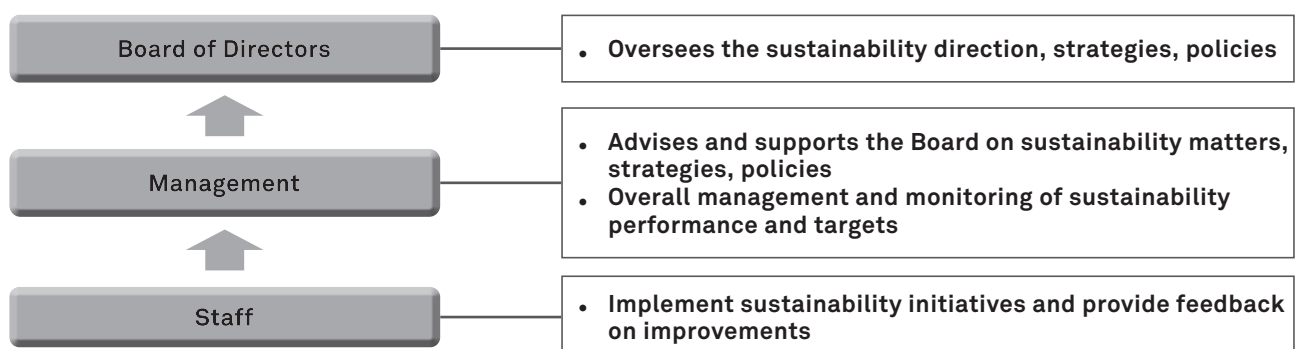 Board of Directors
• Oversees the sustainability direction, strategies, policies
Management
• Advises and supports the Board on sustainability matters,
strategies, policies
• Overall management and monitoring of sustainability
performance and targets
Staff
• Implement sustainability initiatives and provide feedback
on improvements